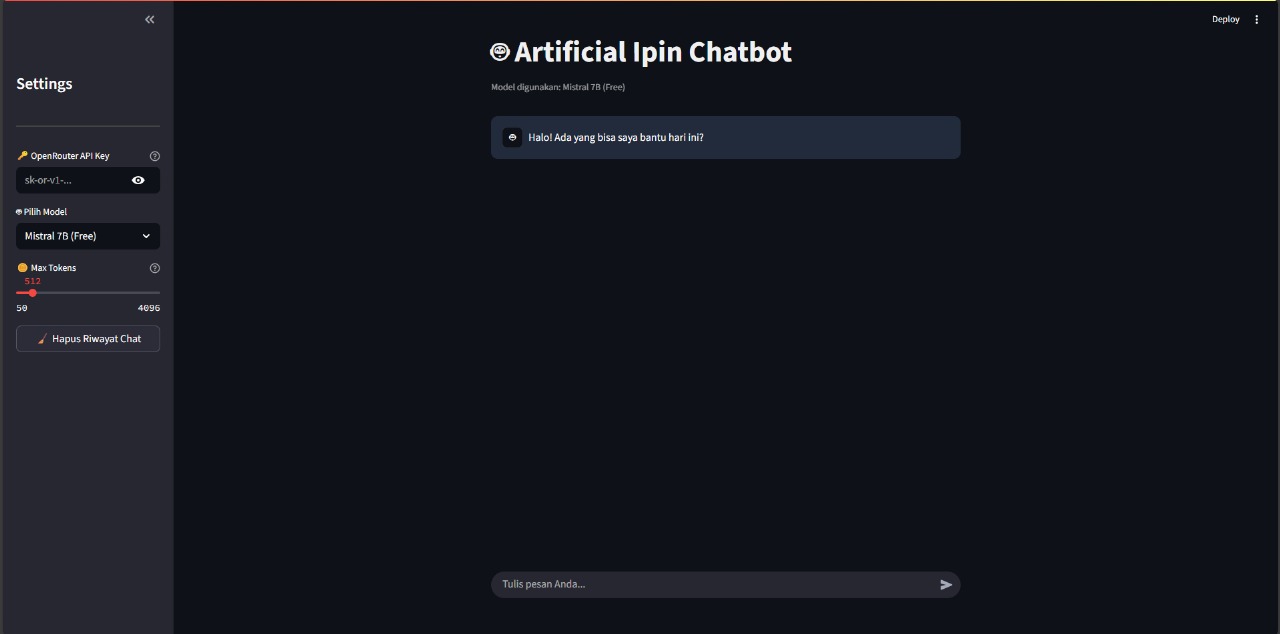 Deploy
Settings
🔑 OpenRouter API Key
sk-or-v1-...
Pilih Model
Mistral 7B (Free)
Max Tokens
512
50 4096
Hapus Riwayat Chat
Artificial Ipin Chatbot
Model digunakan: Mistral 7B (Free)
Halo! Ada yang bisa saya bantu hari ini?
Tulis pesan Anda...